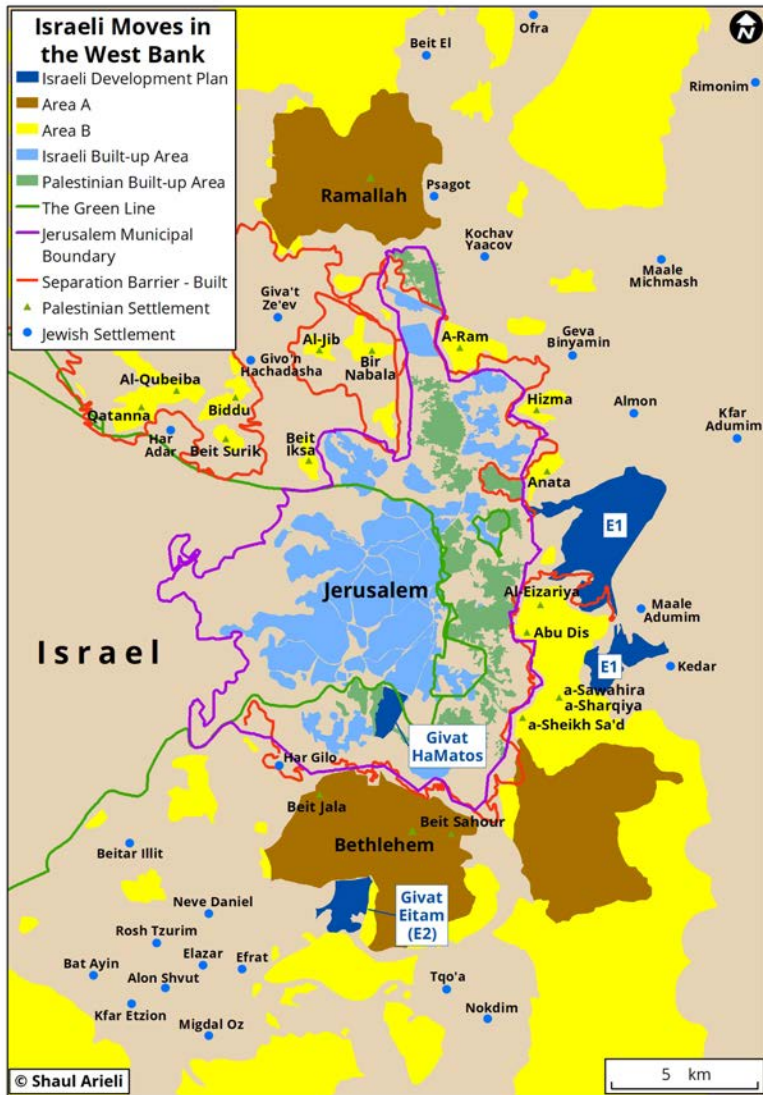 Israeli Moves in
the West Bank
Israeli Development Plan
Area A
Area B
Israeli Built-up Area
Palestinian Built-up Area
The Green Line
Jerusalem Municipal
Boundary
Separation Barrier - Built
Palestinian Settlement
Jewish Settlement
N
Ofra
Beit El
Rimonim
Ramallah
Psagot
Kochav
Yaacov
Maale
Michmash
Giva't
Ze'ev
Al-Jib
Bir
Nabala
A-Ram
Geva
Binyamin
Givo'n
Hachadasha
Al-Qubeiba
Qatanna
Biddu
Hizma
Almon
Kfar
Adumim
Har
Adar
Beit Surik
Beit
Iksa
Anata
E1
Jerusalem
Al-Eizariya
Maale
Adumim
Abu Dis
Israel
E1
Kedar
a-Sawahira
a-Sharqiya
a-Sheikh Sa'd
Givat
HaMatos
Har Gilo
Beit Jala
Beit Sahour
Bethlehem
Beitar Illit
Givat
Eitam
(E2)
Neve Daniel
Rosh Tzurim
Elazar
Efrat
Bat Ayin
Alon Shvut
Tqo'a
Kfar Etzion
Nokdim
Migdal Oz
© Shaul Arieli
5 km